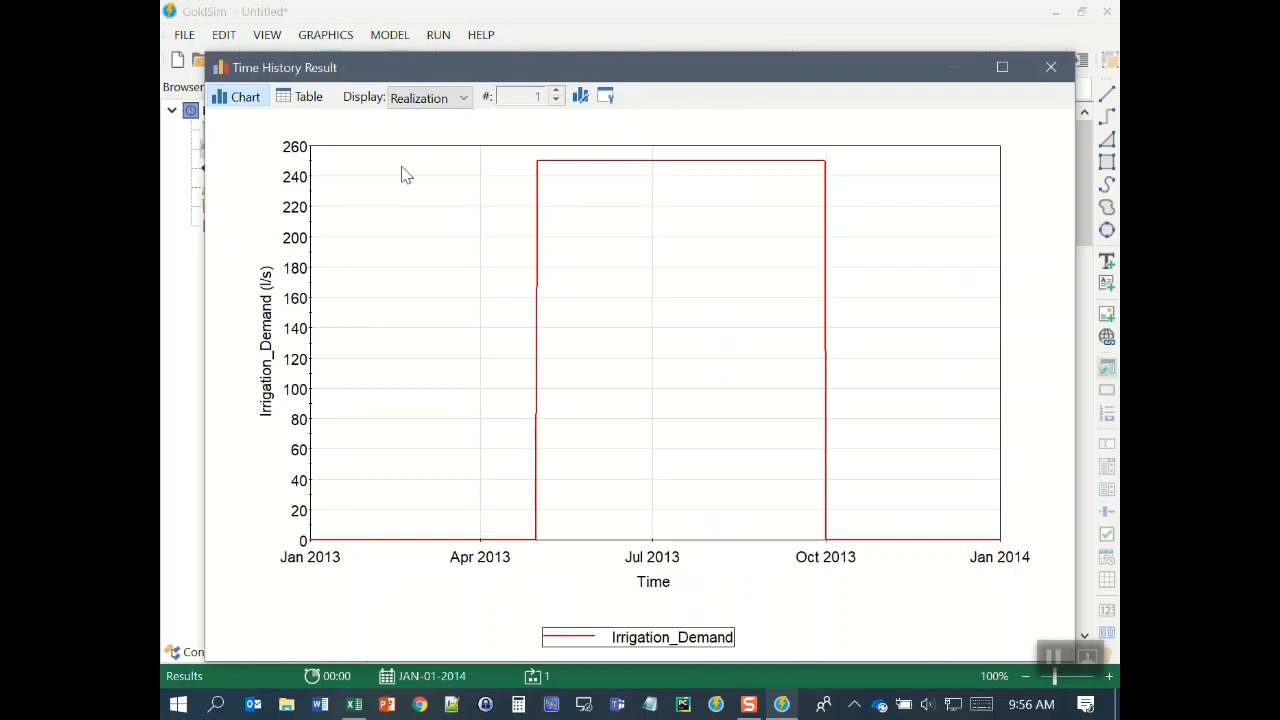 GoldSim - Untitled*
FILE EDIT VIEW GRAPHICS MODEL RUN HELP
Time History Result
Browser
Chart Table Display: Realization #: 1
260
240
220
200
180
160
140
120
100
80
60
40
20
0
Irrigation_Demand (l/s)
Jan 2013 Apr 2013 Jul 2013 Oct 2013 Jan 2014
Time
Irrigation_Demand
Con
Results 00:00 JAN-01-2014 1 100% - +
9:56 AM